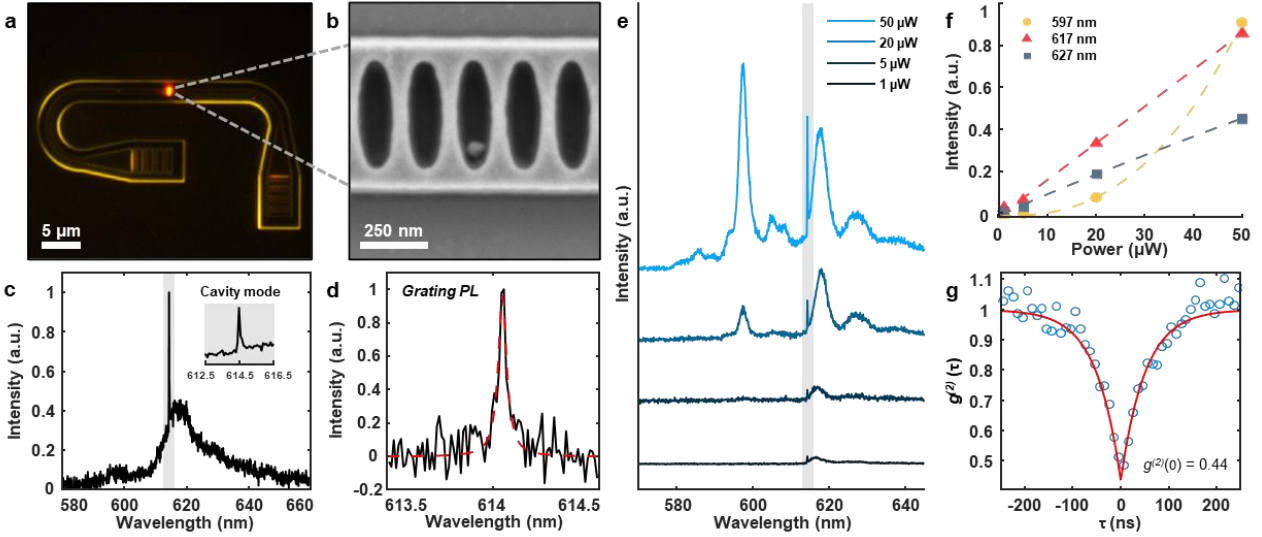 a
5 µm
b
250 nm
c
Intensity (a.u.)
1
0.8
0.6
0.4
0.2
0
580
600
620
640
660
Wavelength (nm)
Cavity mode
612.5
614.5
616.5
d
Grating PL
Intensity (a.u.)
1
0.8
0.6
0.4
0.2
0
-0.2
613.5
614
614.5
Wavelength (nm)
e
50 µW
20 µW
5 µW
1 µW
Intensity (a.u.)
580
600
620
640
Wavelength (nm)
f
597 nm
617 nm
627 nm
Intensity (a.u.)
1
0.8
0.6
0.4
0.2
0
0
10
20
30
40
50
Power (µW)
g
g(2) (τ)
1.1
1
0.9
0.8
0.7
0.6
0.5
-200
-100
0
100
200
τ (ns)
g(2)(0) = 0.44